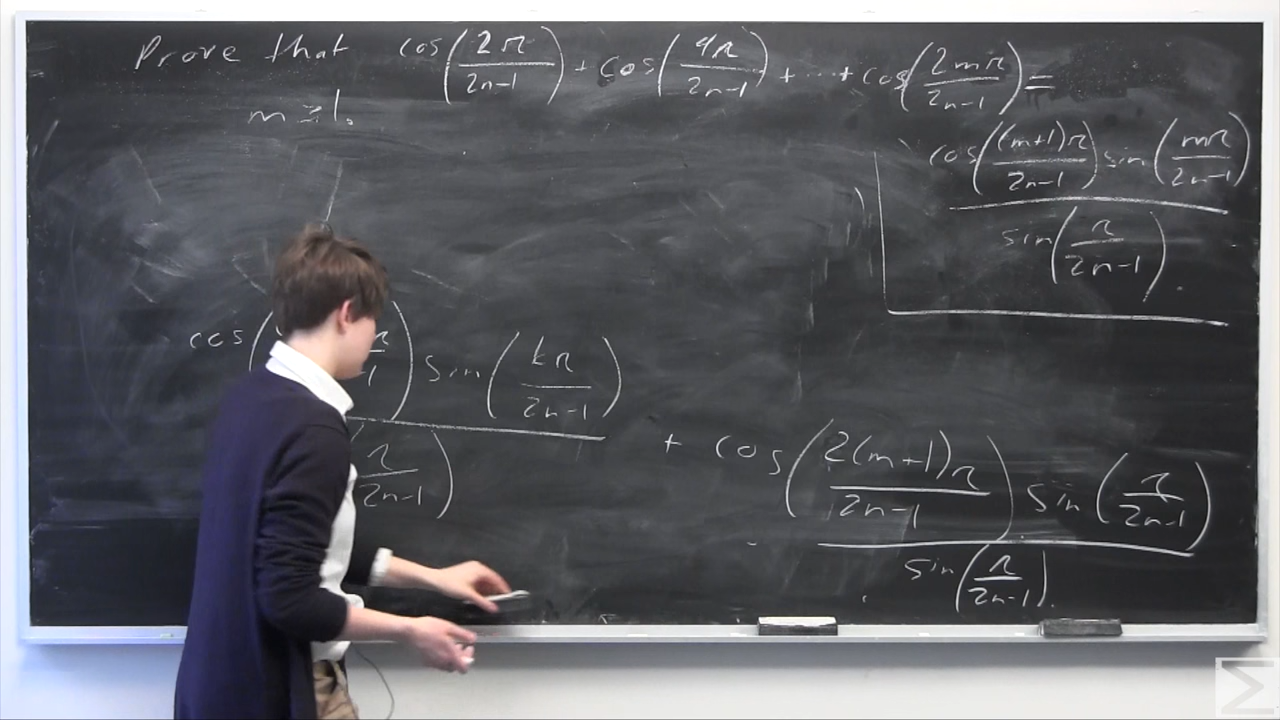 Prove that cos(2π/2n-1) + cos(4π/2n-1) + ... + cos(2mπ/2n-1) =
m ≥ 1.
cos((m+1)π/2n-1) sin(mπ/2n-1)
sin(π/2n-1).
cos( ) sin(kπ/2n-1)
π/2n-1)
+ cos(2(m+1)π/2n-1) sin(π/2n-1)
sin(π/2n-1).
Σ